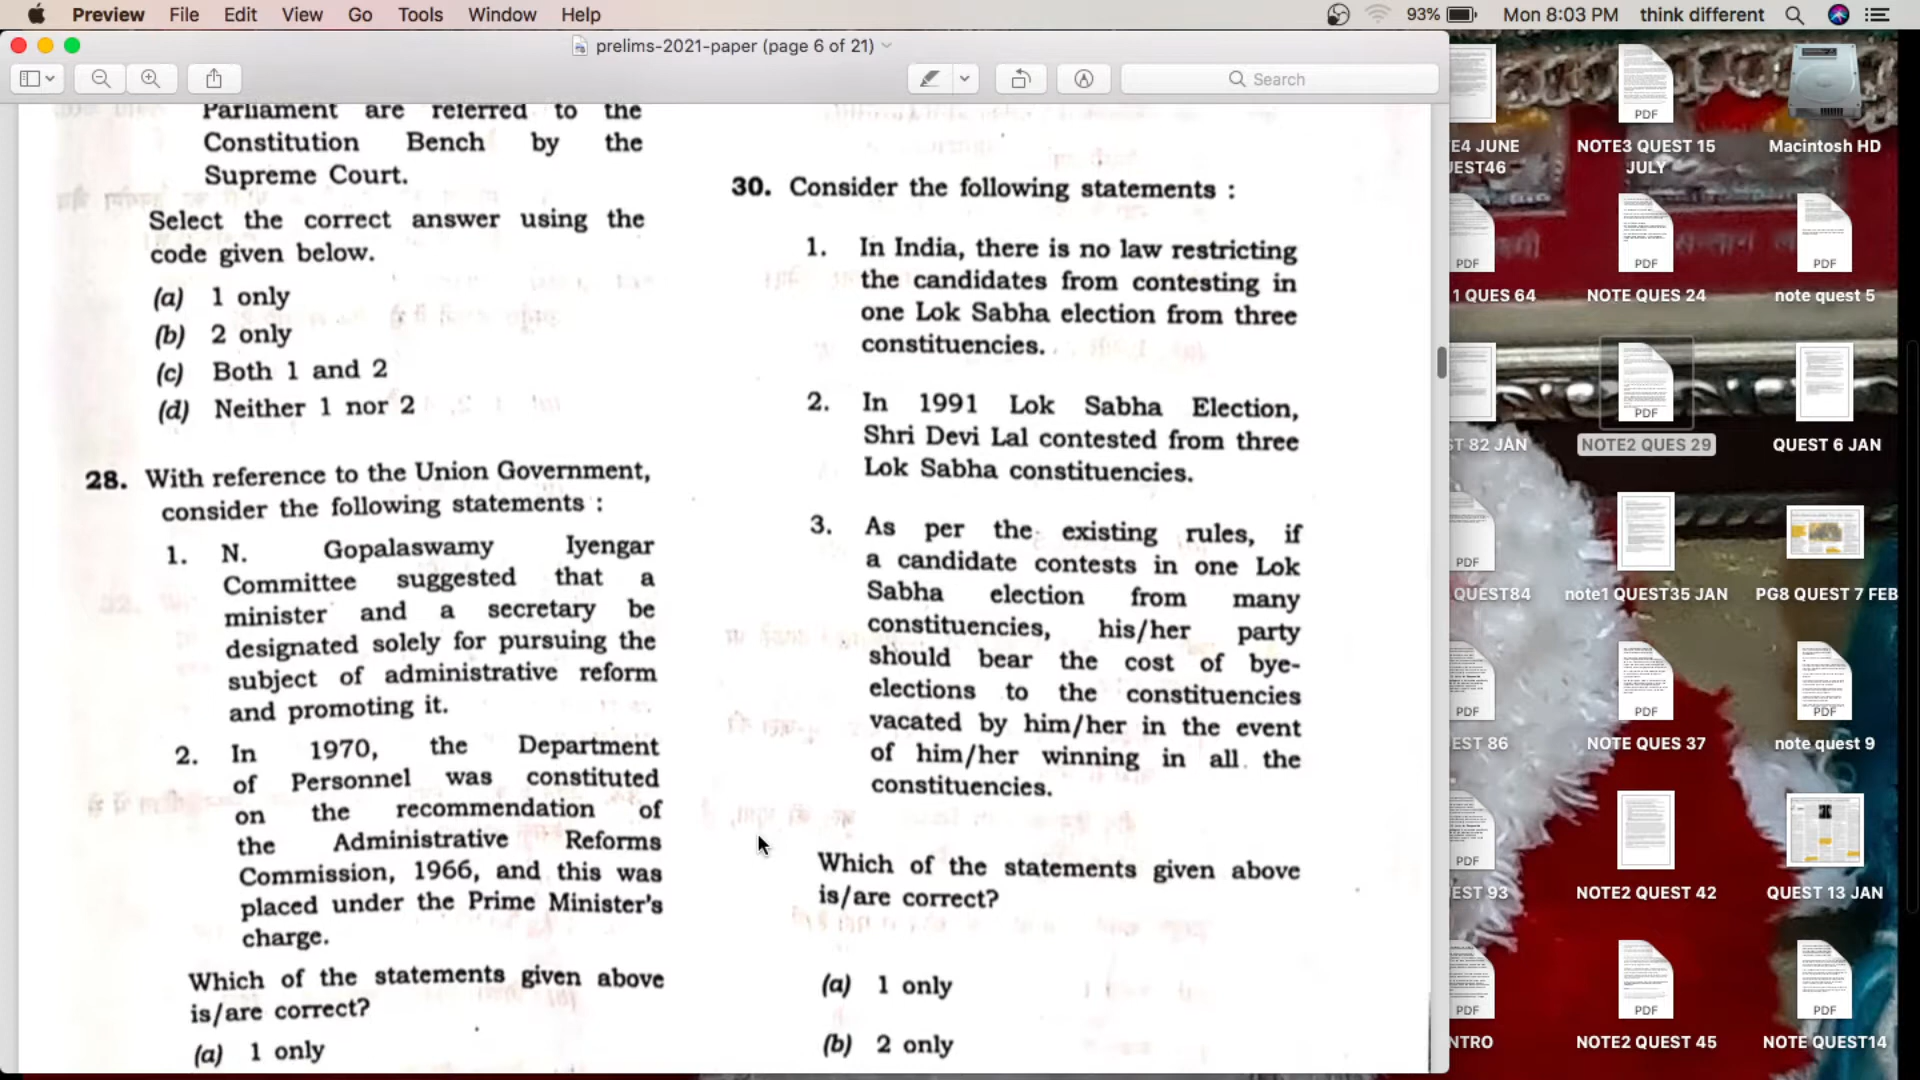 Preview File Edit View Go Tools Window Help
93% Mon 8:03 PM think different
prelims-2021-paper (page 6 of 21)
Search
Parliament are referred to the
Constitution Bench by the
Supreme Court.
Select the correct answer using the
code given below.
(a) 1 only
(b) 2 only
(c) Both 1 and 2
(d) Neither 1 nor 2
28. With reference to the Union Government,
consider the following statements :
1. N. Gopalaswamy Iyengar
Committee suggested that a
minister and a secretary be
designated solely for pursuing the
subject of administrative reform
and promoting it.
2. In 1970, the Department
of Personnel was constituted
on the recommendation of
the Administrative Reforms
Commission, 1966, and this was
placed under the Prime Minister's
charge.
Which of the statements given above
is/are correct?
(a) 1 only
30. Consider the following statements :
1. In India, there is no law restricting
the candidates from contesting in
one Lok Sabha election from three
constituencies.
2. In 1991 Lok Sabha Election,
Shri Devi Lal contested from three
Lok Sabha constituencies.
3. As per the existing rules, if
a candidate contests in one Lok
Sabha election from many
constituencies, his/her party
should bear the cost of bye-
elections to the constituencies
vacated by him/her in the event
of him/her winning in all the
constituencies.
Which of the statements given above
is/are correct?
(a) 1 only
(b) 2 only
PDF
E4 JUNE NOTE3 QUEST 15 Macintosh HD
EST46 JULY
PDF PDF PDF
1 QUES 64 NOTE QUES 24 note quest 5
PDF
ST 82 JAN NOTE2 QUES 29 QUEST 6 JAN
PDF
QUEST84 note1 QUEST35 JAN PG8 QUEST 7 FEB
PDF PDF PDF
EST 86 NOTE QUES 37 note quest 9
PDF
EST 93 NOTE2 QUEST 42 QUEST 13 JAN
PDF PDF PDF
NTRO NOTE2 QUEST 45 NOTE QUEST14